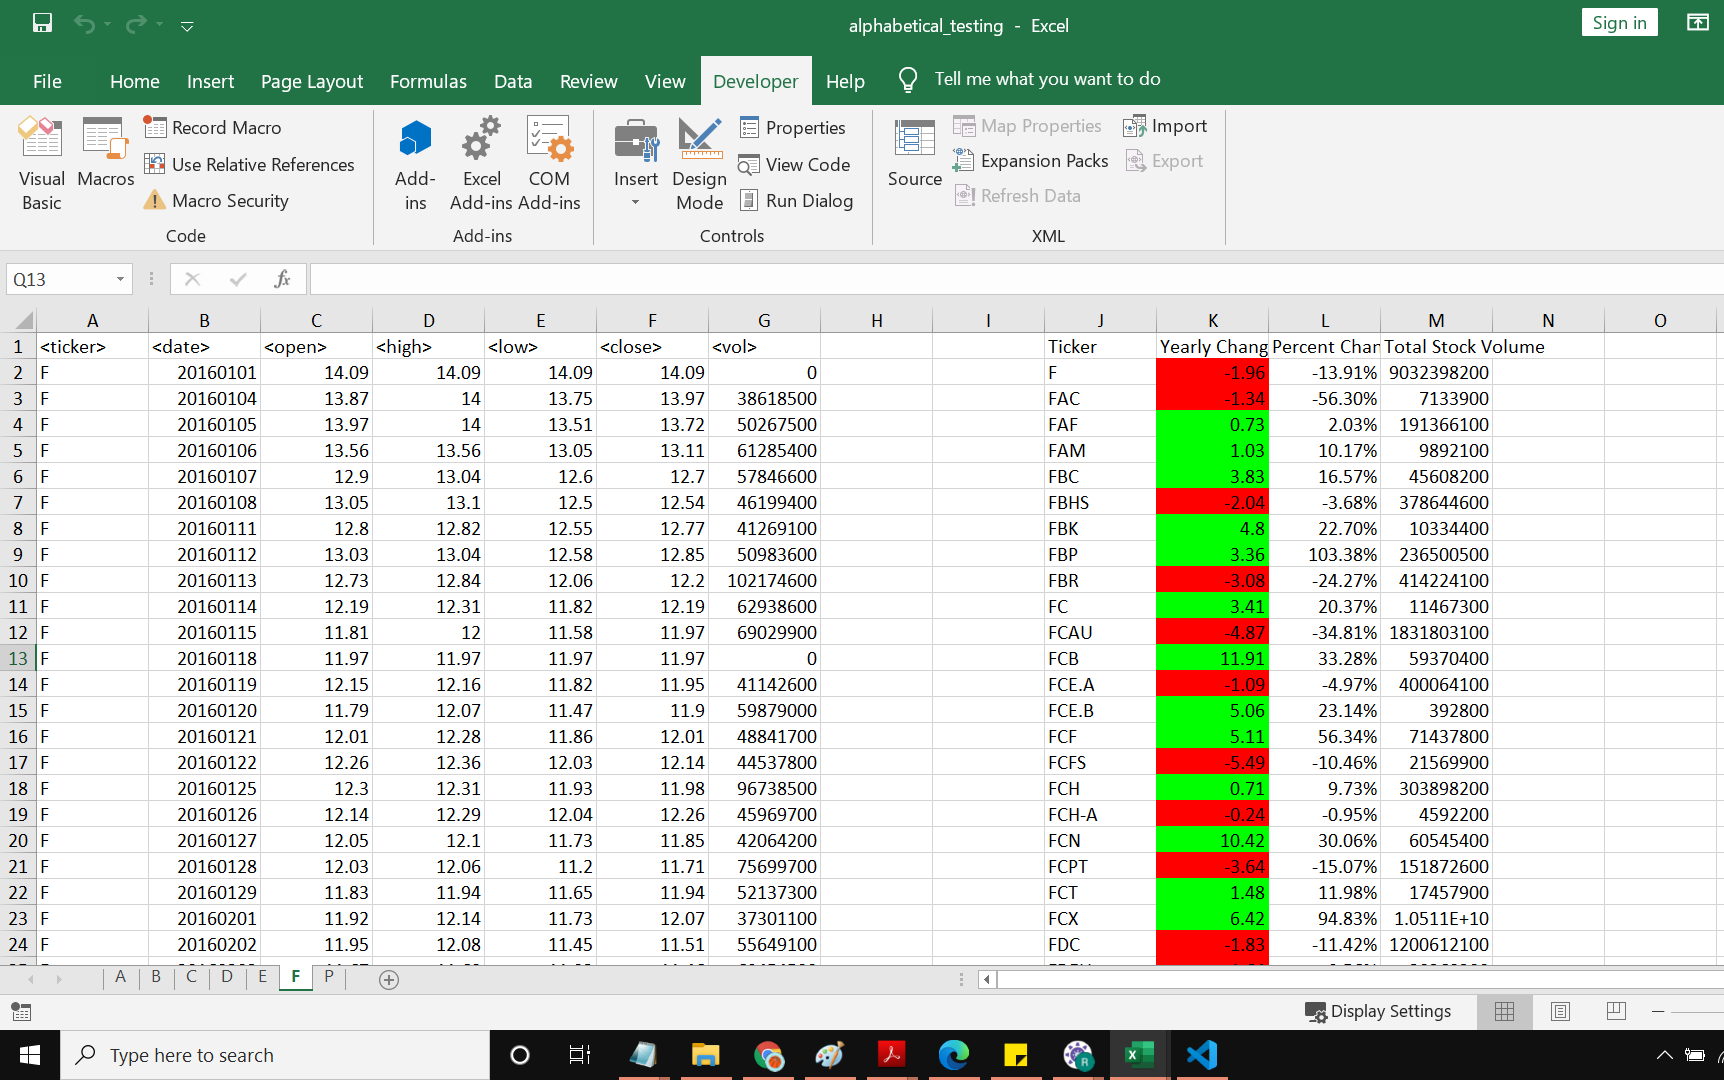 alphabetical_testing - Excel
Sign in
File Home Insert Page Layout Formulas Data Review View Developer Help Tell me what you want to do
Visual Basic
Macros
Record Macro
Use Relative References
Macro Security
Code
Add-ins
Excel Add-ins
COM Add-ins
Add-ins
Insert
Design Mode
Properties
View Code
Run Dialog
Controls
Source
Map Properties
Expansion Packs
Refresh Data
Import
Export
XML
Q13
fx
A B C D E F G H I J K L M N O
1 <ticker> <date> <open> <high> <low> <close> <vol> Ticker Yearly Chang Percent Chan Total Stock Volume
2 F 20160101 14.09 14.09 14.09 14.09 0 F -1.96 -13.91% 9032398200
3 F 20160104 13.87 14 13.75 13.97 38618500 FAC -1.34 -56.30% 7133900
4 F 20160105 13.97 14 13.51 13.72 50267500 FAF 0.73 2.03% 191366100
5 F 20160106 13.56 13.56 13.05 13.11 61285400 FAM 1.03 10.17% 9892100
6 F 20160107 12.9 13.04 12.6 12.7 57846600 FBC 3.83 16.57% 45608200
7 F 20160108 13.05 13.1 12.5 12.54 46199400 FBHS -2.04 -3.68% 378644600
8 F 20160111 12.8 12.82 12.55 12.77 41269100 FBK 4.8 22.70% 10334400
9 F 20160112 13.03 13.04 12.58 12.85 50983600 FBP 3.36 103.38% 236500500
10 F 20160113 12.73 12.84 12.06 12.2 102174600 FBR -3.08 -24.27% 414224100
11 F 20160114 12.19 12.31 11.82 12.19 62938600 FC 3.41 20.37% 11467300
12 F 20160115 11.81 12 11.58 11.97 69029900 FCAU -4.87 -34.81% 1831803100
13 F 20160118 11.97 11.97 11.97 11.97 0 FCB 11.91 33.28% 59370400
14 F 20160119 12.15 12.16 11.82 11.95 41142600 FCE.A -1.09 -4.97% 400064100
15 F 20160120 11.79 12.07 11.47 11.9 59879000 FCE.B 5.06 23.14% 392800
16 F 20160121 12.01 12.28 11.86 12.01 48841700 FCF 5.11 56.34% 71437800
17 F 20160122 12.26 12.36 12.03 12.14 44537800 FCFS -5.49 -10.46% 21569900
18 F 20160125 12.3 12.31 11.93 11.98 96738500 FCH 0.71 9.73% 303898200
19 F 20160126 12.14 12.29 12.04 12.26 45969700 FCH-A -0.24 -0.95% 4592200
20 F 20160127 12.05 12.1 11.73 11.85 42064200 FCN 10.42 30.06% 60545400
21 F 20160128 12.03 12.06 11.2 11.71 75699700 FCPT -3.64 -15.07% 151872600
22 F 20160129 11.83 11.94 11.65 11.94 52137300 FCT 1.48 11.98% 17457900
23 F 20160201 11.92 12.14 11.73 12.07 37301100 FCX 6.42 94.83% 1.0511E+10
24 F 20160202 11.95 12.08 11.45 11.51 55649100 FDC -1.83 -11.42% 1200612100
A B C D E F P
Display Settings
Type here to search